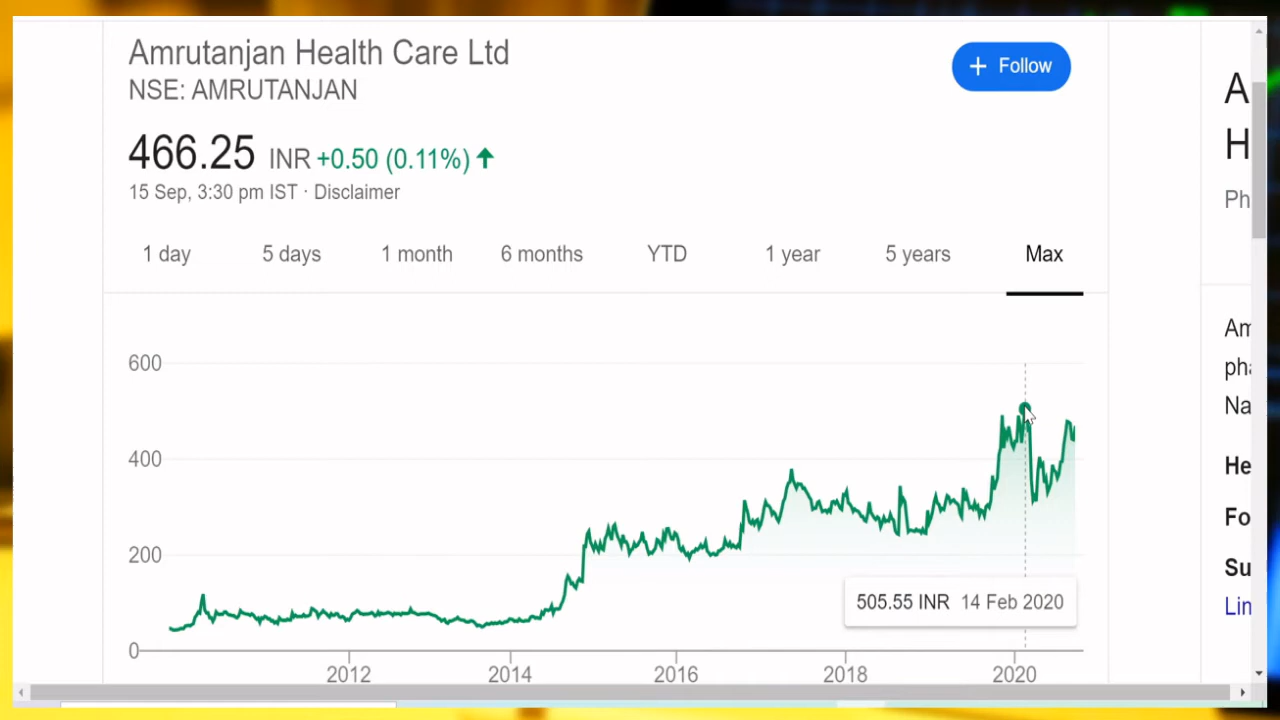 Amrutanjan Health Care Ltd
NSE: AMRUTANJAN
+ Follow
466.25 INR +0.50 (0.11%)
15 Sep, 3:30 pm IST · Disclaimer
1 day 5 days 1 month 6 months YTD 1 year 5 years Max
600
400
200
0
505.55 INR 14 Feb 2020
2012 2014 2016 2018 2020
A
H
Ph
Am
pha
Na
He
Fo
Su
Lin